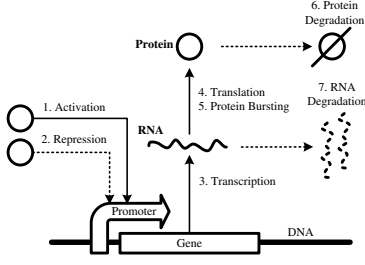 6. Protein
Degradation
Protein
4. Translation
5. Protein Bursting
7. RNA
Degradation
1. Activation
2. Repression
RNA
3. Transcription
Promoter
DNA
Gene